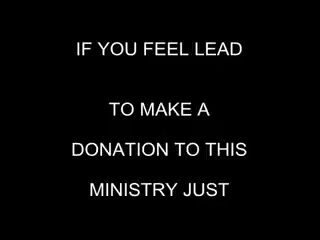 IF YOU FEEL LEAD
TO MAKE A
DONATION TO THIS
MINISTRY JUST